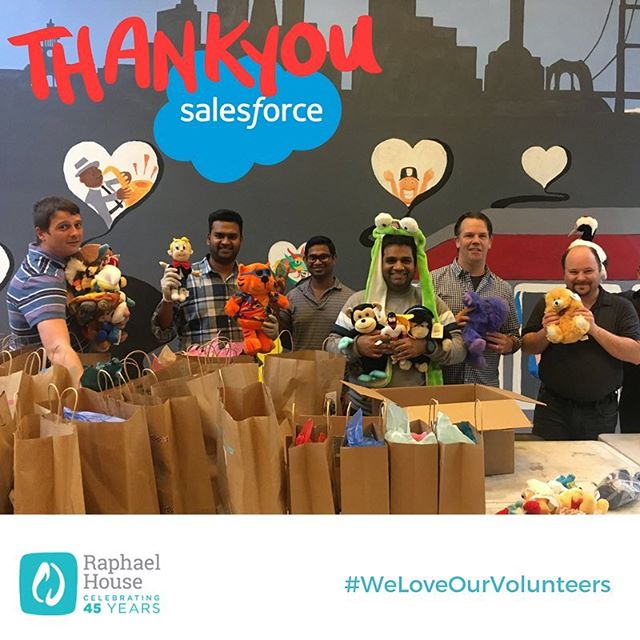 THANKYOU
salesforce
Raphael
House
CELEBRATING
45 YEARS
#WeLoveOurVolunteers